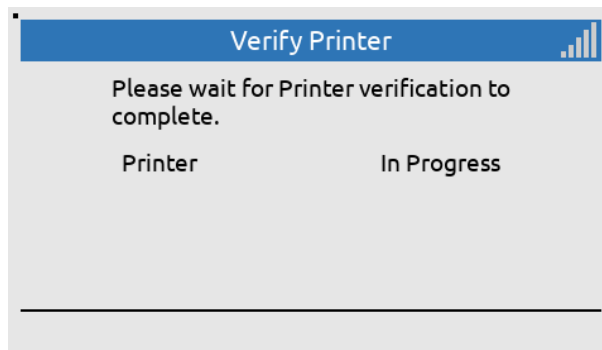 Verify Printer
Please wait for Printer verification to
complete.
Printer In Progress